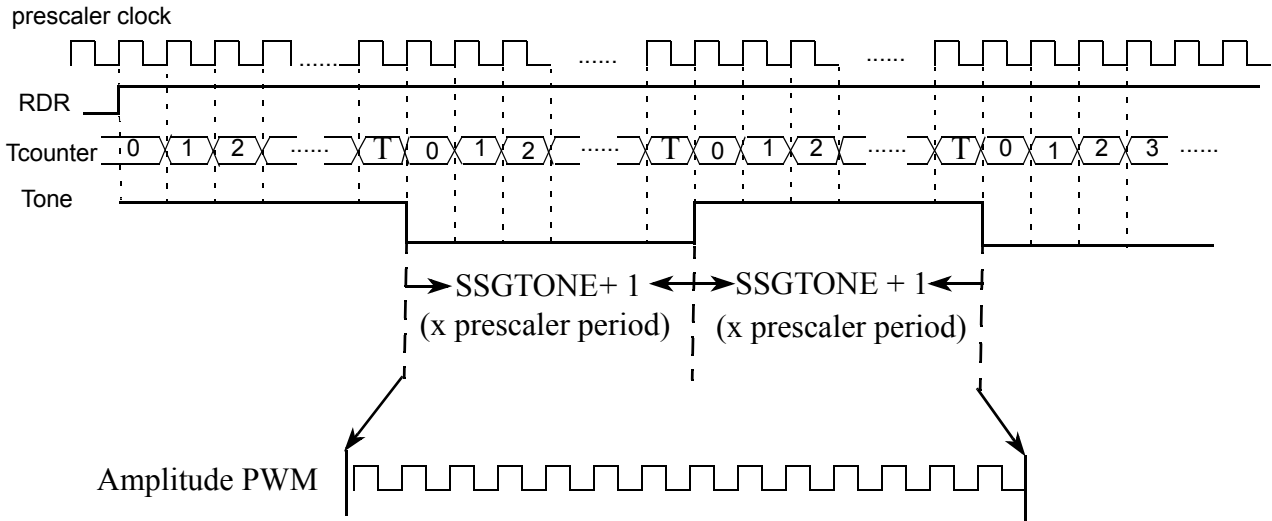 prescaler clock
...... ...... ......
RDR
Tcounter 0 1 2 ...... T 0 1 2 ...... T 0 1 2 ...... T 0 1 2 3 ......
Tone
SSGTONE+ 1 SSGTONE + 1
(x prescaler period) (x prescaler period)
Amplitude PWM